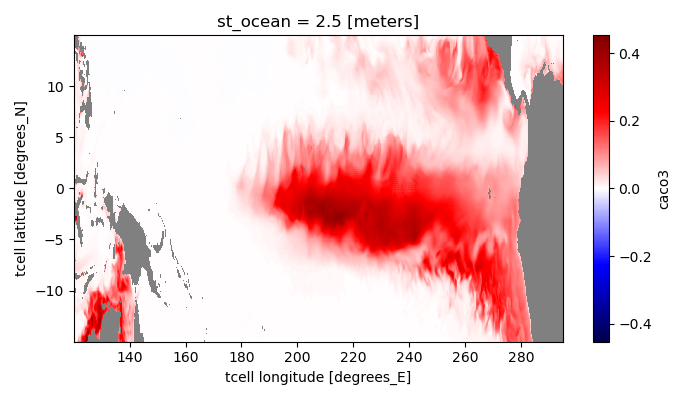 st_ocean = 2.5 [meters]
tcell latitude [degrees_N]
10
5
0
−5
−10
140 160 180 200 220 240 260 280
tcell longitude [degrees_E]
0.4
0.2
0.0
−0.2
−0.4
caco3